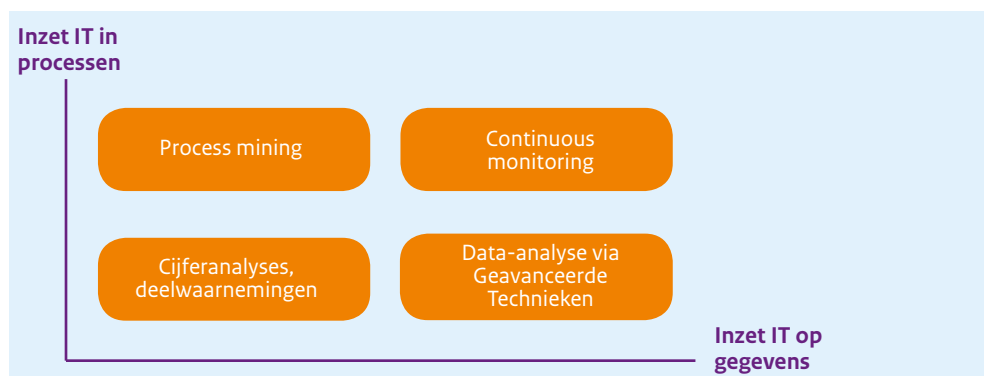 Inzet IT in
processen
Process mining
Continuous
monitoring
Cijferanalyses,
deelwaarnemingen
Data-analyse via
Geavanceerde
Technieken
Inzet IT op
gegevens